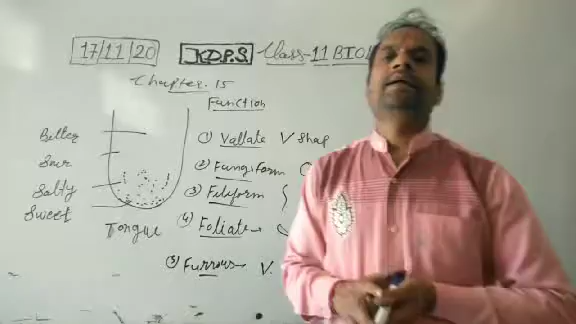 17/11/20 K.D.P.S. Class-11 BIO
Chapter. 15
Function
Bitter
Sour
Salty
Sweet
Tongue
(1) Vallate V Shap
(2) Fungiform
(3) Filiform
(4) Foliate
(5) Furrows V.